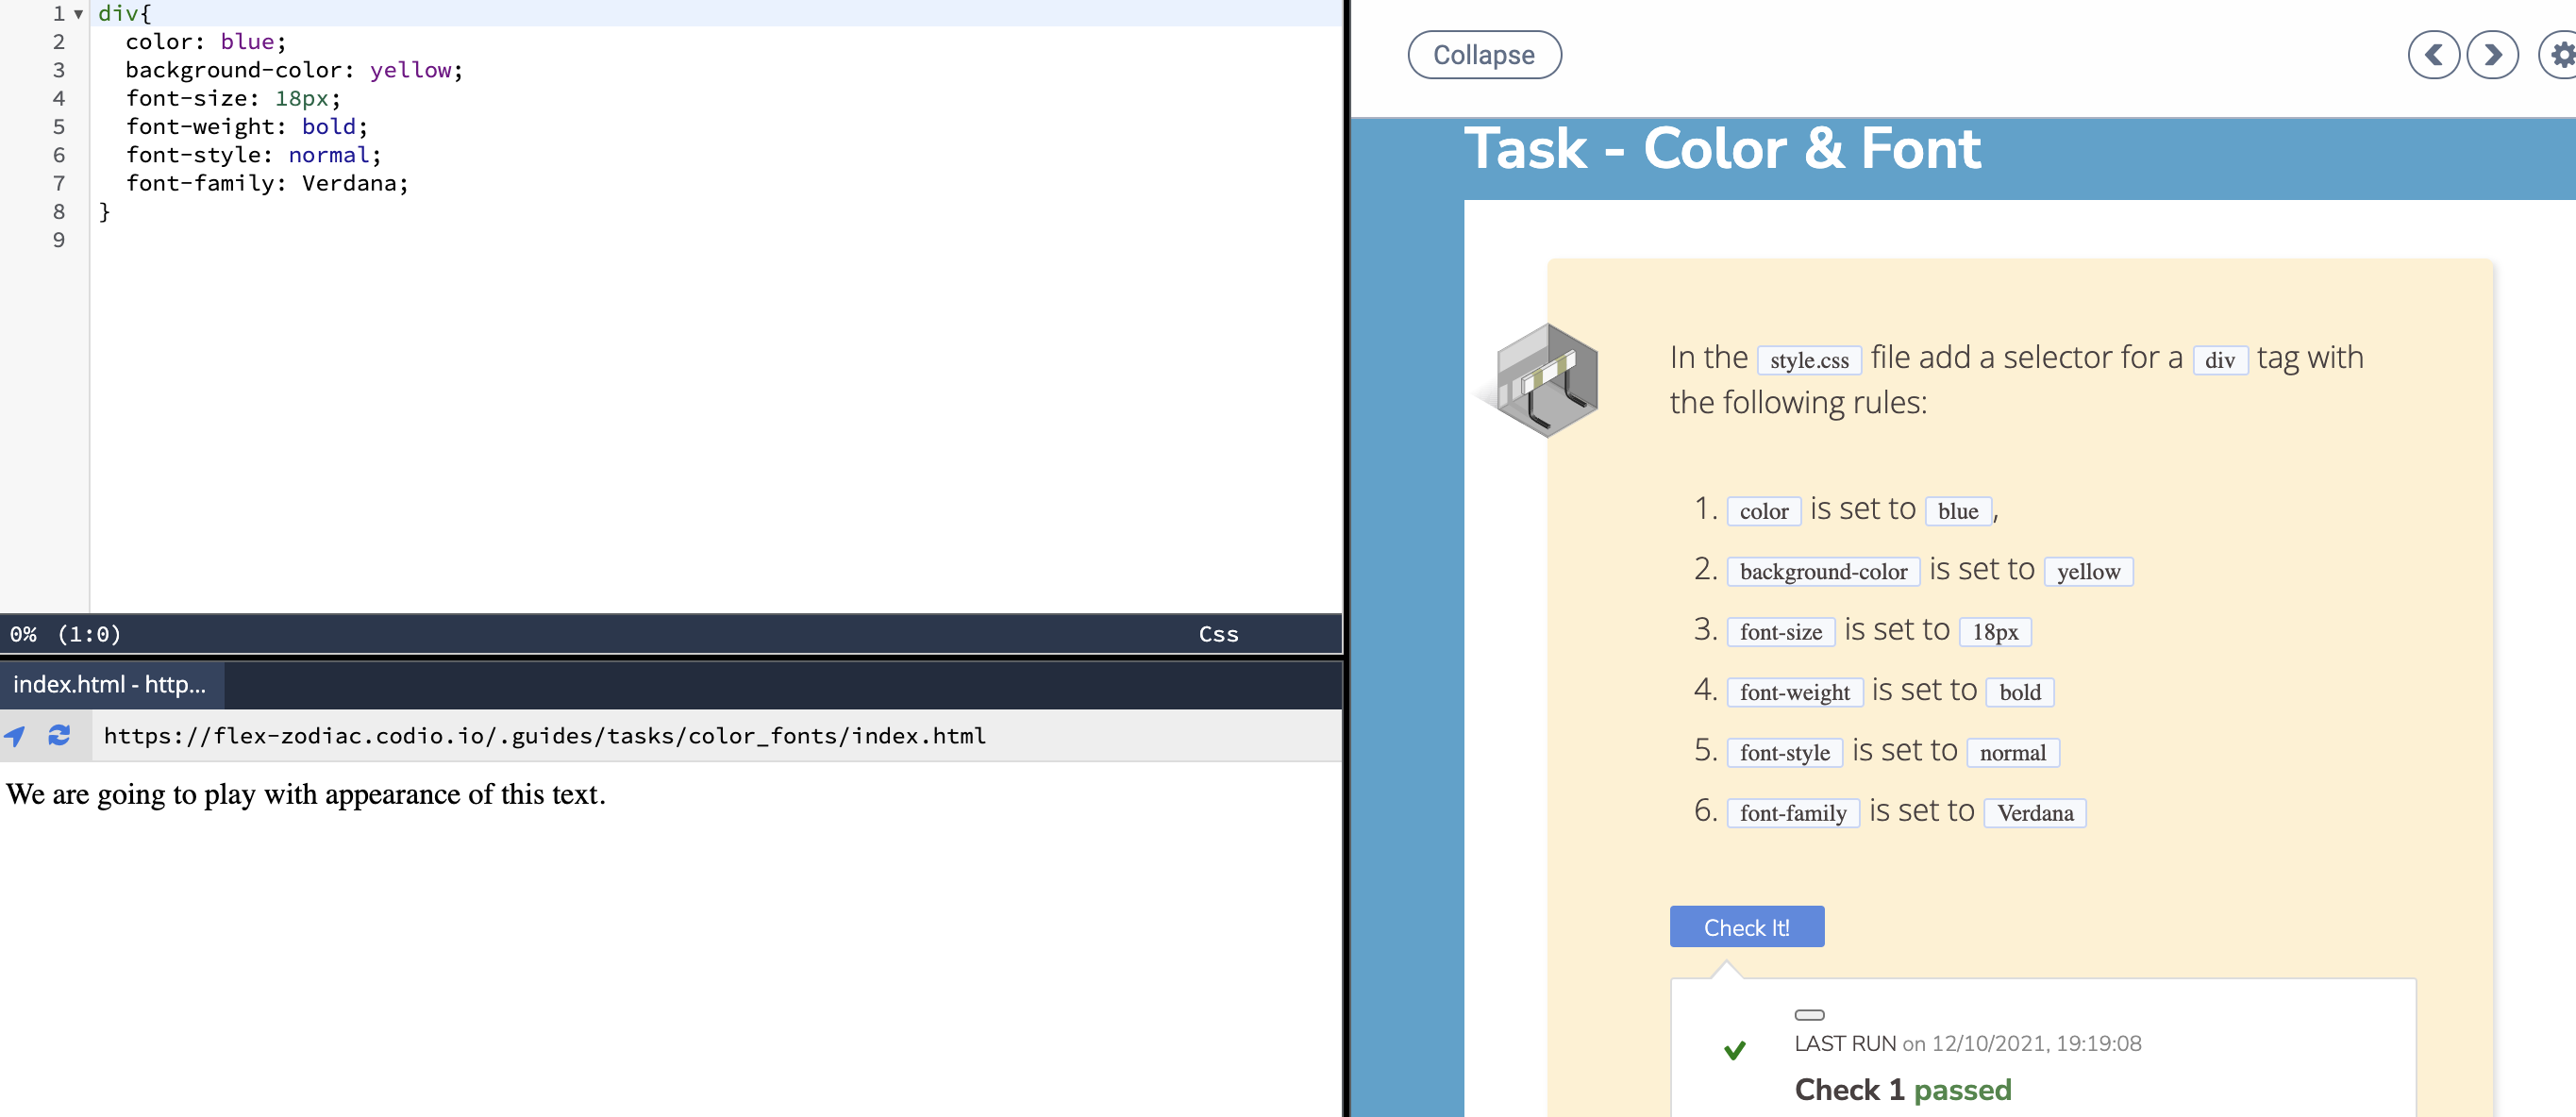 1 div{
2 color: blue;
3 background-color: yellow;
4 font-size: 18px;
5 font-weight: bold;
6 font-style: normal;
7 font-family: Verdana;
8 }
9
0% (1:0) Css
index.html - http...
https://flex-zodiac.codio.io/.guides/tasks/color_fonts/index.html
We are going to play with appearance of this text.
Collapse
Task - Color & Font
In the style.css file add a selector for a div tag with
the following rules:
1. color is set to blue,
2. background-color is set to yellow
3. font-size is set to 18px
4. font-weight is set to bold
5. font-style is set to normal
6. font-family is set to Verdana
Check It!
LAST RUN on 12/10/2021, 19:19:08
Check 1 passed